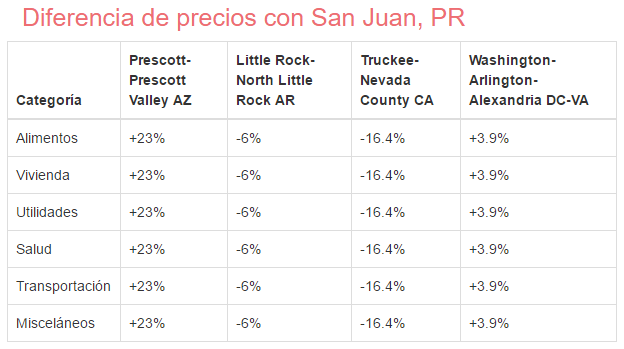 Diferencia de precios con San Juan, PR
Categoría Prescott- Prescott Valley AZ Little Rock- North Little Rock AR Truckee- Nevada County CA Washington- Arlington- Alexandria DC-VA
Alimentos +23% -6% -16.4% +3.9%
Vivienda +23% -6% -16.4% +3.9%
Utilidades +23% -6% -16.4% +3.9%
Salud +23% -6% -16.4% +3.9%
Transportación +23% -6% -16.4% +3.9%
Misceláneos +23% -6% -16.4% +3.9%